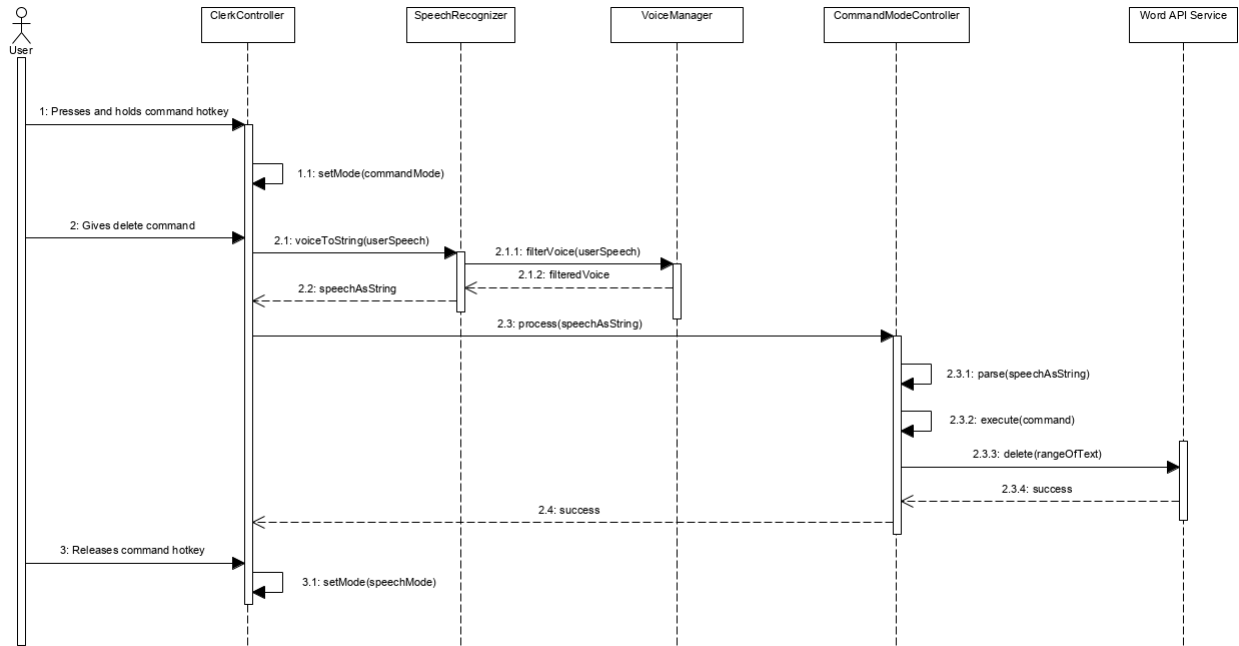 ClerkController
SpeechRecognizer
VoiceManager
CommandModeController
Word API Service
User
1: Presses and holds command hotkey
1.1: setMode(commandMode)
2: Gives delete command
2.1: voiceToString(userSpeech)
2.1.1: filterVoice(userSpeech)
2.1.2: filteredVoice
2.2: speechAsString
2.3: process(speechAsString)
2.3.1: parse(speechAsString)
2.3.2: execute(command)
2.3.3: delete(rangeOfText)
2.3.4: success
2.4: success
3: Releases command hotkey
3.1: setMode(speechMode)